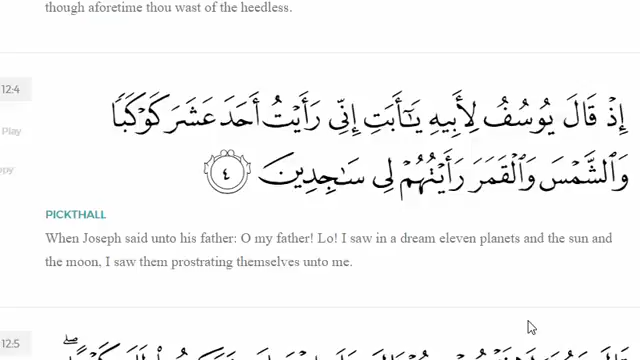 though aforetime thou wast of the heedless.
12:4
إِذْ قَالَ يُوسُفُ لِأَبِيهِ يَـٰٓأَبَتِ إِنِّى رَأَيْتُ أَحَدَ عَشَرَ كَوْكَبًا
وَٱلشَّمْسَ وَٱلْقَمَرَ رَأَيْتُهُمْ لِى سَـٰجِدِينَ ٤
Play
opy
PICKTHALL
When Joseph said unto his father: O my father! Lo! I saw in a dream eleven planets and the sun and
the moon, I saw them prostrating themselves unto me.
12:5